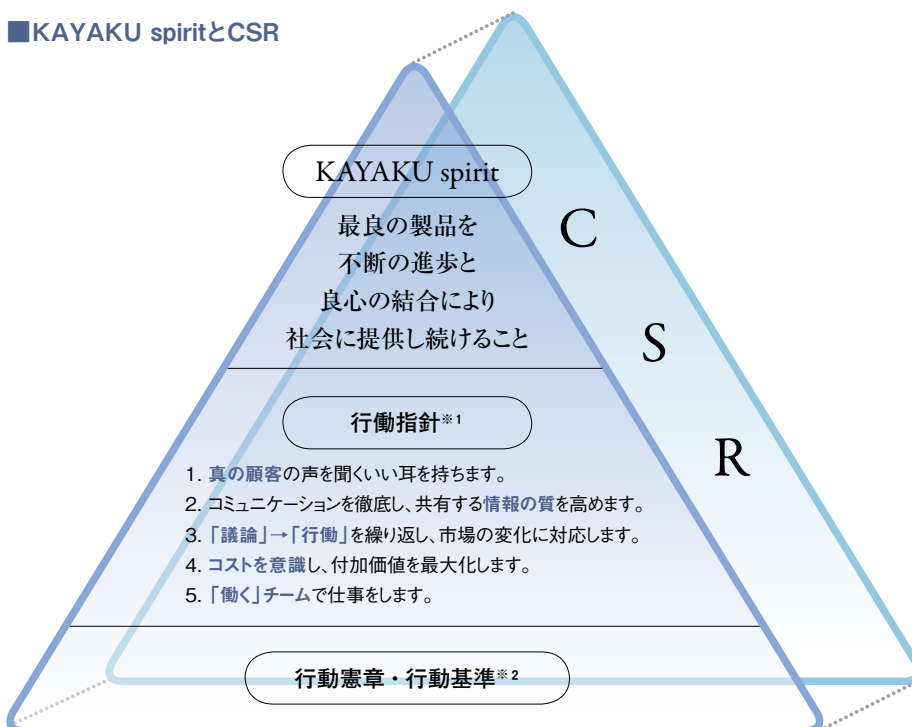 ■KAYAKU spiritとCSR
KAYAKU spirit
最良の製品を
不断の進歩と
良心の結合により
社会に提供し続けること
C
S
R
行働指針※1
1. 真の顧客の声を聞くいい耳を持ちます。
2. コミュニケーションを徹底し、共有する情報の質を高めます。
3. 「議論」→「行働」を繰り返し、市場の変化に対応します。
4. コストを意識し、付加価値を最大化します。
5. 「働く」チームで仕事をします。
行動憲章・行動基準※2